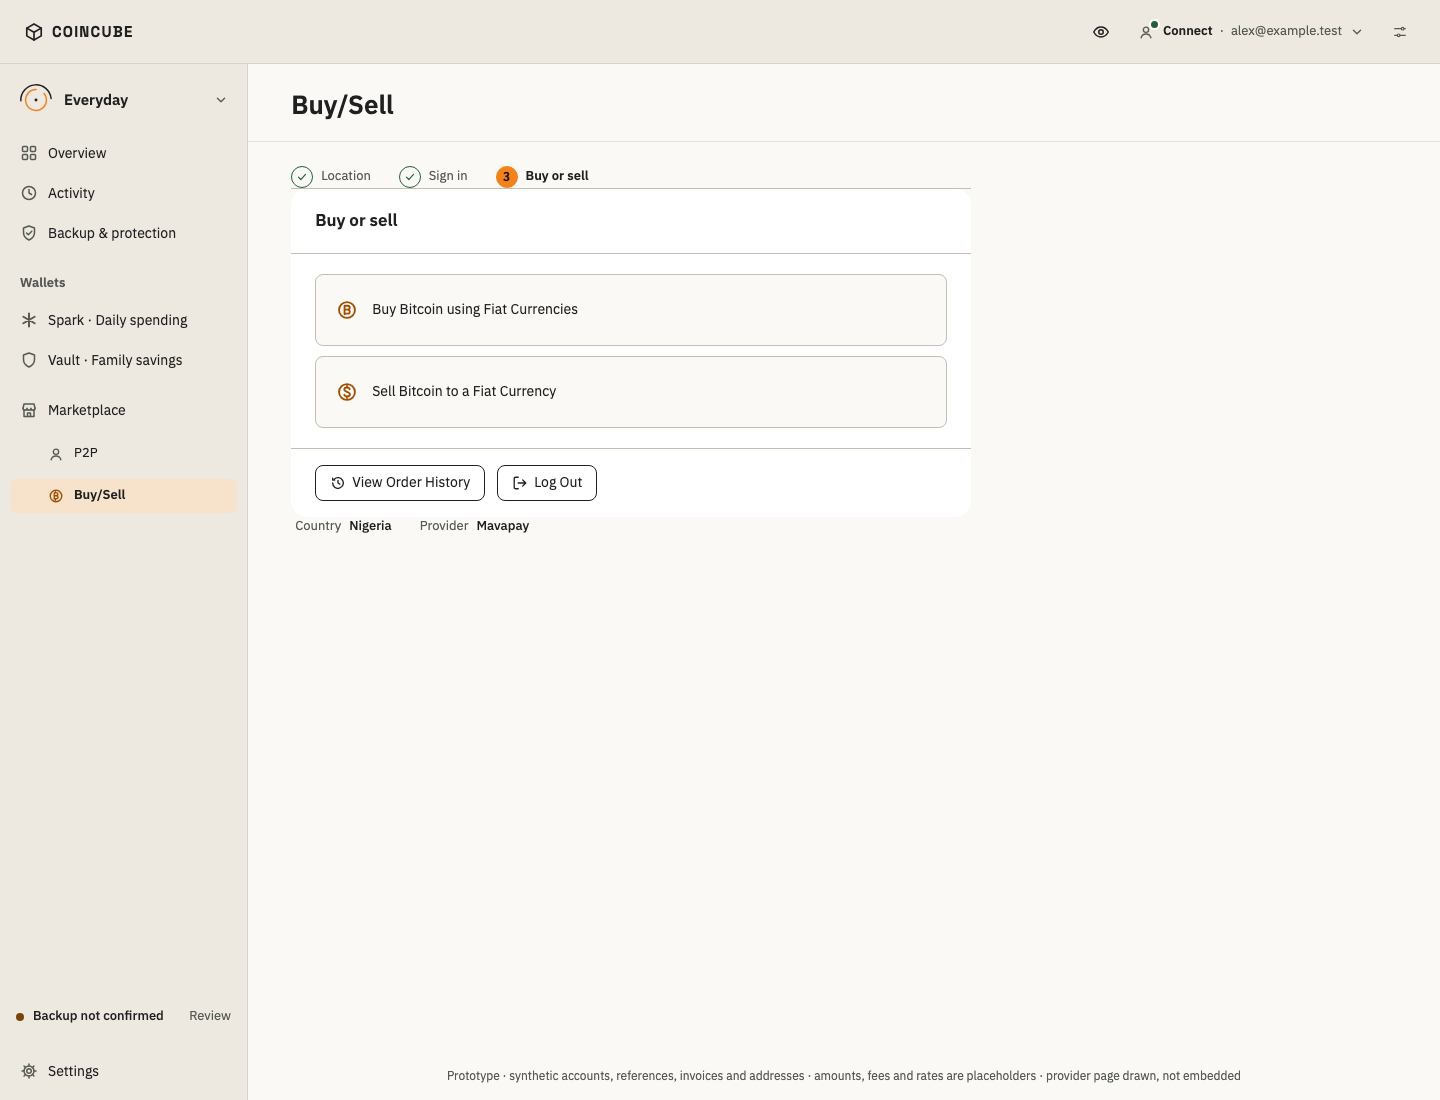 COINCUBE
Connect · alex@example.test
Everyday
Overview
Activity
Backup & protection
Wallets
Spark · Daily spending
Vault · Family savings
Marketplace
P2P
Buy/Sell
Backup not confirmed Review
Settings
Buy/Sell
Location Sign in 3 Buy or sell
Buy or sell
Buy Bitcoin using Fiat Currencies
Sell Bitcoin to a Fiat Currency
View Order History Log Out
Country Nigeria Provider Mavapay
Prototype · synthetic accounts, references, invoices and addresses · amounts, fees and rates are placeholders · provider page drawn, not embedded